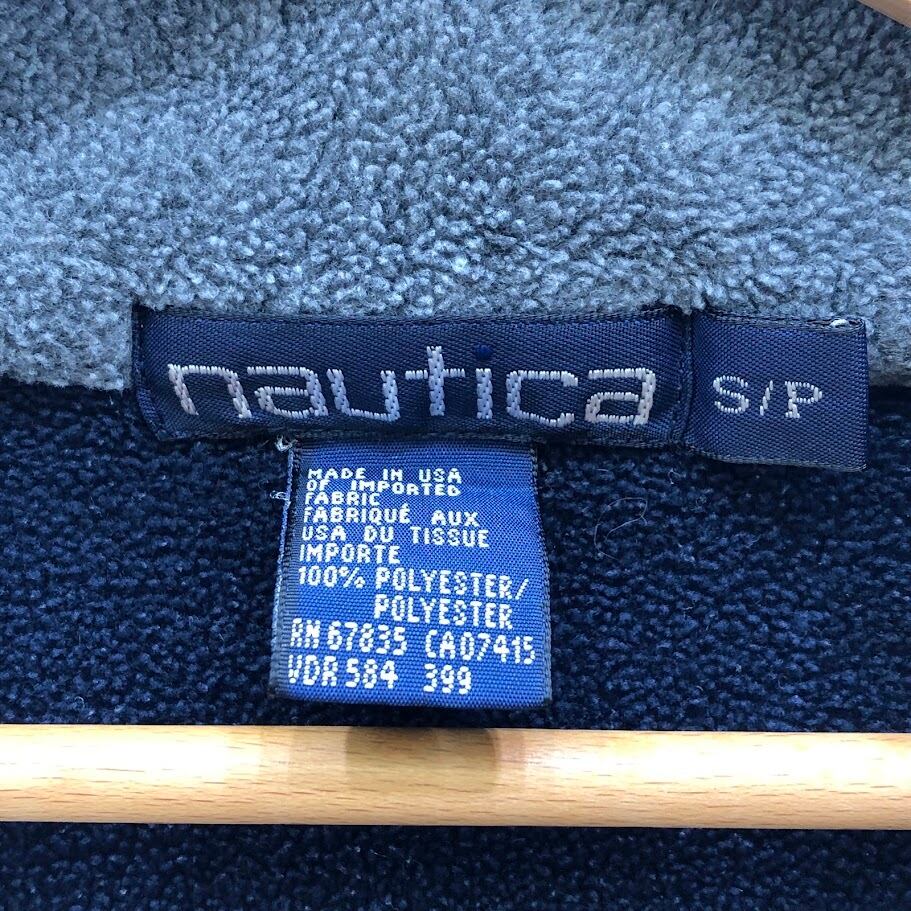 nautica
S/P
MADE IN USA
OF IMPORTED
FABRIC
FABRIQUÉ AUX
USA DU TISSUE
IMPORTE
100% POLYESTER/
POLYESTER
RN 67835 CA07415
VDR 584 399